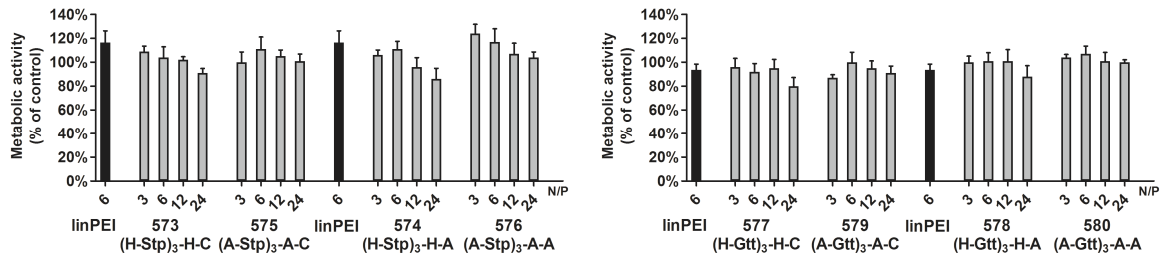 Metabolic activity
(% of control)
140%
120%
100%
80%
60%
40%
20%
0%
6 3 6 12 24 3 6 12 24 6 3 6 12 24 3 6 12 24 N/P
linPEI 573 575 linPEI 574 576
(H-Stp)3-H-C (A-Stp)3-A-C (H-Stp)3-H-A (A-Stp)3-A-A
Metabolic activity
(% of control)
140%
120%
100%
80%
60%
40%
20%
0%
6 3 6 12 24 3 6 12 24 6 3 6 12 24 3 6 12 24 N/P
linPEI 577 579 linPEI 578 580
(H-Gtt)3-H-C (A-Gtt)3-A-C (H-Gtt)3-H-A (A-Gtt)3-A-A